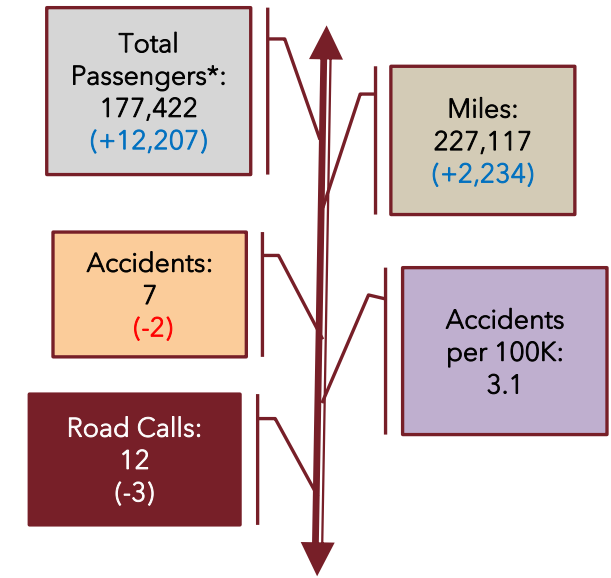 Total
Passengers*:
177,422
(+12,207)
Miles:
227,117
(+2,234)
Accidents:
7
(-2)
Accidents
per 100K:
3.1
Road Calls:
12
(-3)